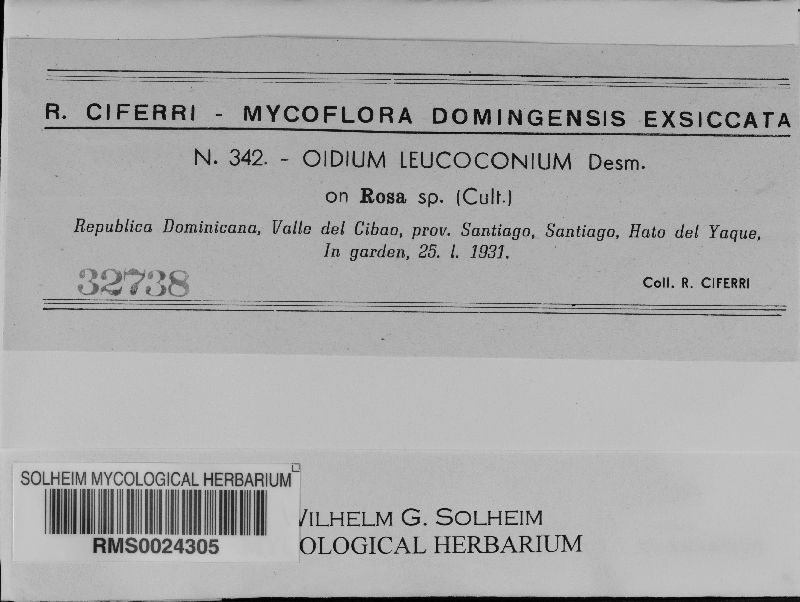 R. CIFERRI - MYCOFLORA DOMINGENSIS EXSICCATA
N. 342. - OIDIUM LEUCOCONIUM Desm.
on Rosa sp. (Cult.)
Republica Dominicana, Valle del Cibao, prov. Santiago, Santiago, Hato del Yaque,
In garden, 25. I. 1931.
32738
Coll. R. CIFERRI
SOLHEIM MYCOLOGICAL HERBARIUM
RMS0024305
WILHELM G. SOLHEIM
OLOGICAL HERBARIUM